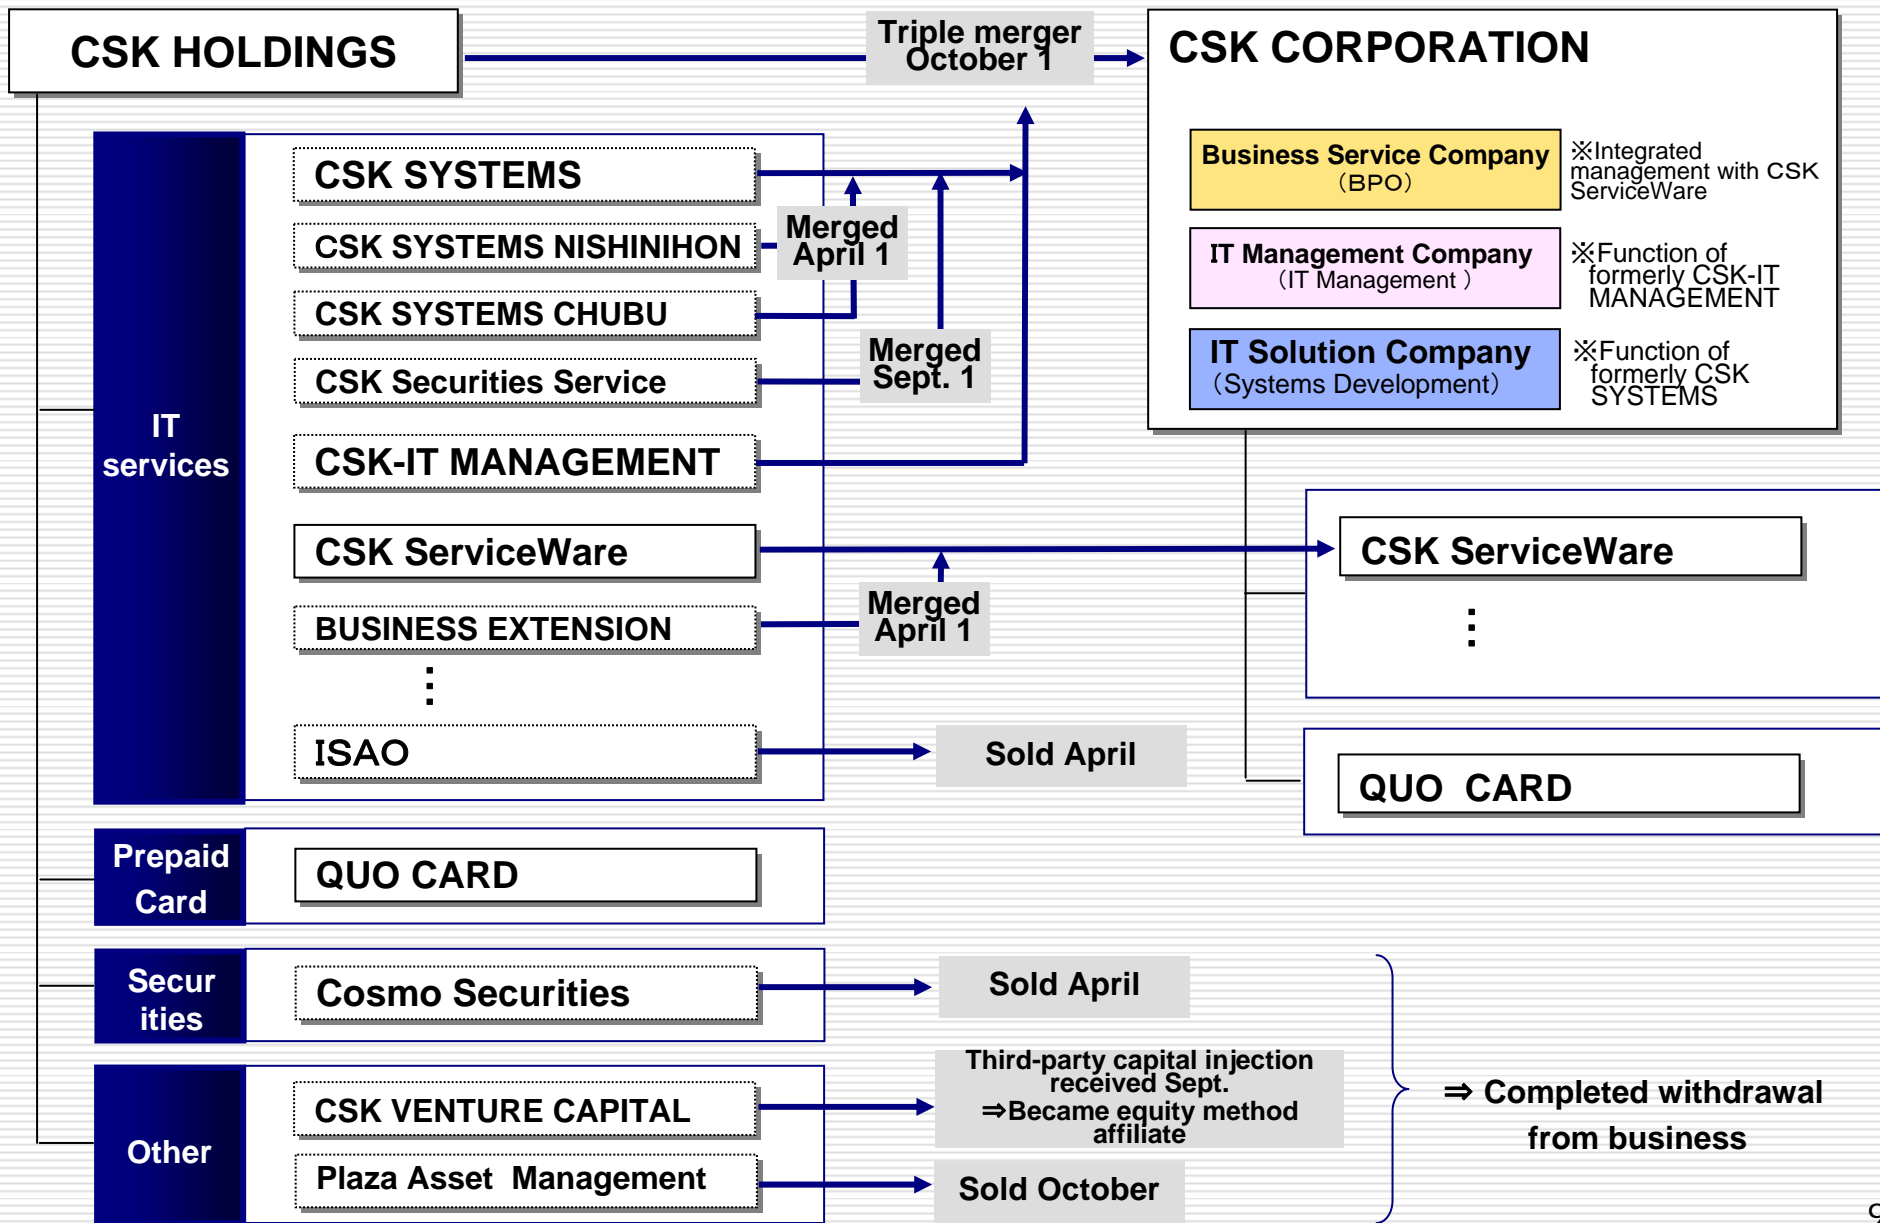 CSK HOLDINGS
Triple merger
October 1
CSK CORPORATION
Business Service Company
（BPO）
※Integrated
management with CSK
ServiceWare
IT Management Company
（IT Management ）
※Function of
formerly CSK-IT
MANAGEMENT
IT Solution Company
（Systems Development）
※Function of
formerly CSK
SYSTEMS
IT
services
CSK SYSTEMS
CSK SYSTEMS NISHINIHON
Merged
April 1
CSK SYSTEMS CHUBU
CSK Securities Service
Merged
Sept. 1
CSK-IT MANAGEMENT
CSK ServiceWare
CSK ServiceWare
⋮
BUSINESS EXTENSION
Merged
April 1
⋮
ISAO
Sold April
QUO  CARD
Prepaid
Card
QUO CARD
Secur
ities
Cosmo Securities
Sold April
Other
CSK VENTURE CAPITAL
Third-party capital injection
received Sept.
⇒Became equity method
affiliate
Plaza Asset  Management
Sold October
⇒ Completed withdrawal
from business